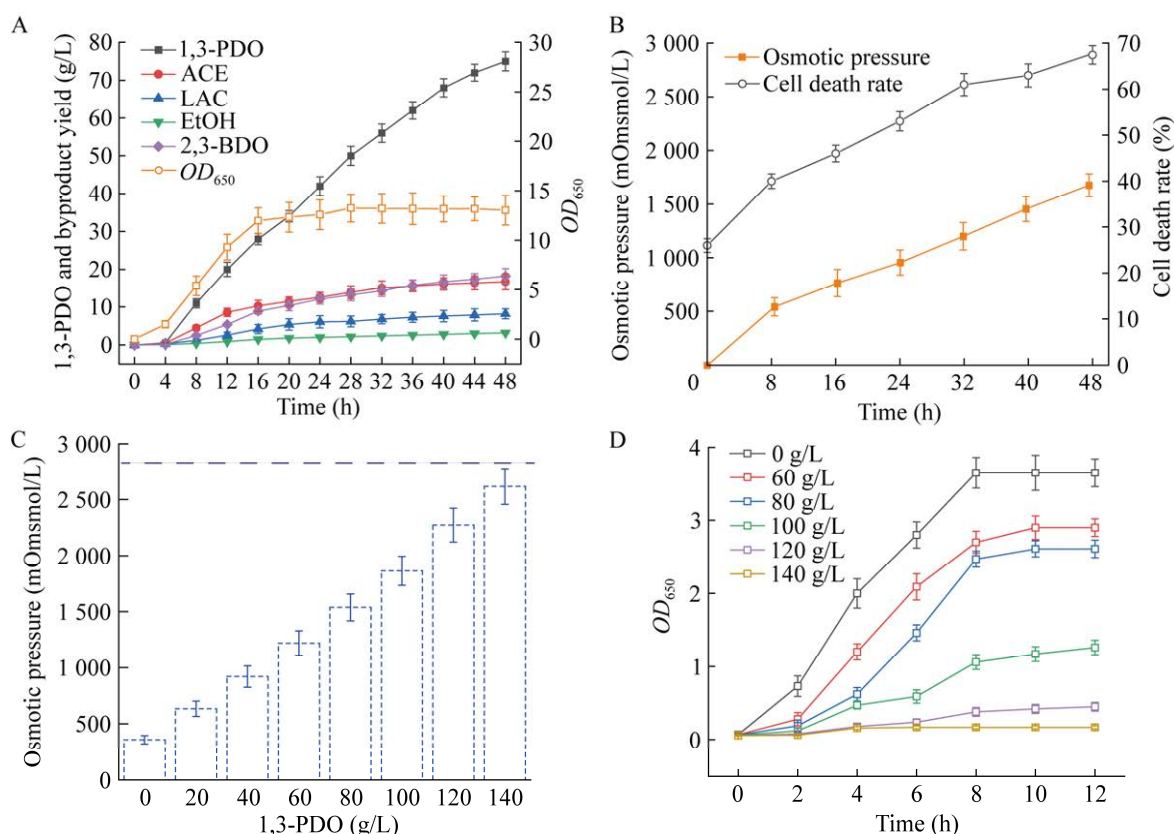 A
1,3-PDO and byproduct yield (g/L)
80
70
60
50
40
30
20
10
0
1,3-PDO
ACE
LAC
EtOH
2,3-BDO
OD650
30
25
20
15
10
5
0
OD650
0 4 8 12 16 20 24 28 32 36 40 44 48
Time (h)
B
Osmotic pressure (mOmsmol/L)
3 000
2 500
2 000
1 500
1 000
500
0
Osmotic pressure
Cell death rate
70
60
50
40
30
20
10
0
Cell death rate (%)
8 16 24 32 40 48
Time (h)
C
Osmotic pressure (mOmsmol/L)
3 000
2 500
2 000
1 500
1 000
500
0
0 20 40 60 80 100 120 140
1,3-PDO (g/L)
D
OD650
4
3
2
1
0
0 g/L
60 g/L
80 g/L
100 g/L
120 g/L
140 g/L
0 2 4 6 8 10 12
Time (h)